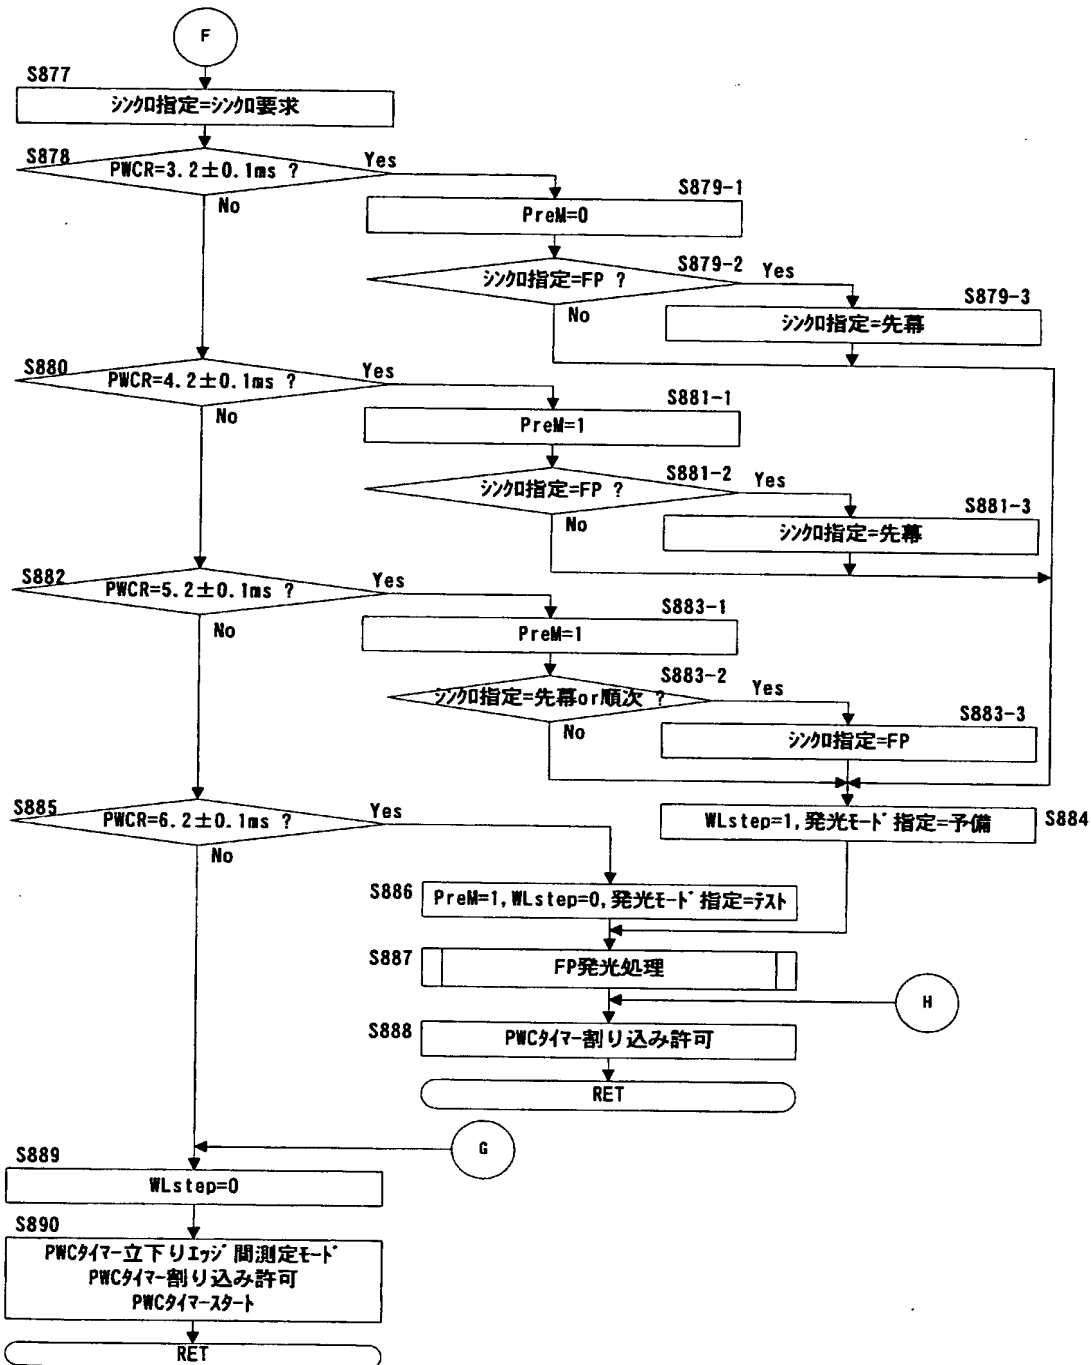 F
S877
シンクロ指定=シンクロ要求
S878
PWCR=3.2±0.1ms ?
Yes
No
S879-1
PreM=0
S879-2
シンクロ指定=FP ?
Yes
No
S879-3
シンクロ指定=先幕
S880
PWCR=4.2±0.1ms ?
Yes
No
S881-1
PreM=1
S881-2
シンクロ指定=FP ?
Yes
No
S881-3
シンクロ指定=先幕
S882
PWCR=5.2±0.1ms ?
Yes
No
S883-1
PreM=1
S883-2
シンクロ指定=先幕or順次 ?
Yes
No
S883-3
シンクロ指定=FP
S885
PWCR=6.2±0.1ms ?
Yes
No
WLstep=1,発光モード指定=予備
S884
S886
PreM=1,WLstep=0,発光モード指定=テスト
S887
FP発光処理
H
S888
PWCタイマー割り込み許可
RET
G
S889
WLstep=0
S890
PWCタイマー立下りエッジ間測定モード
PWCタイマー割り込み許可
PWCタイマースタート
RET